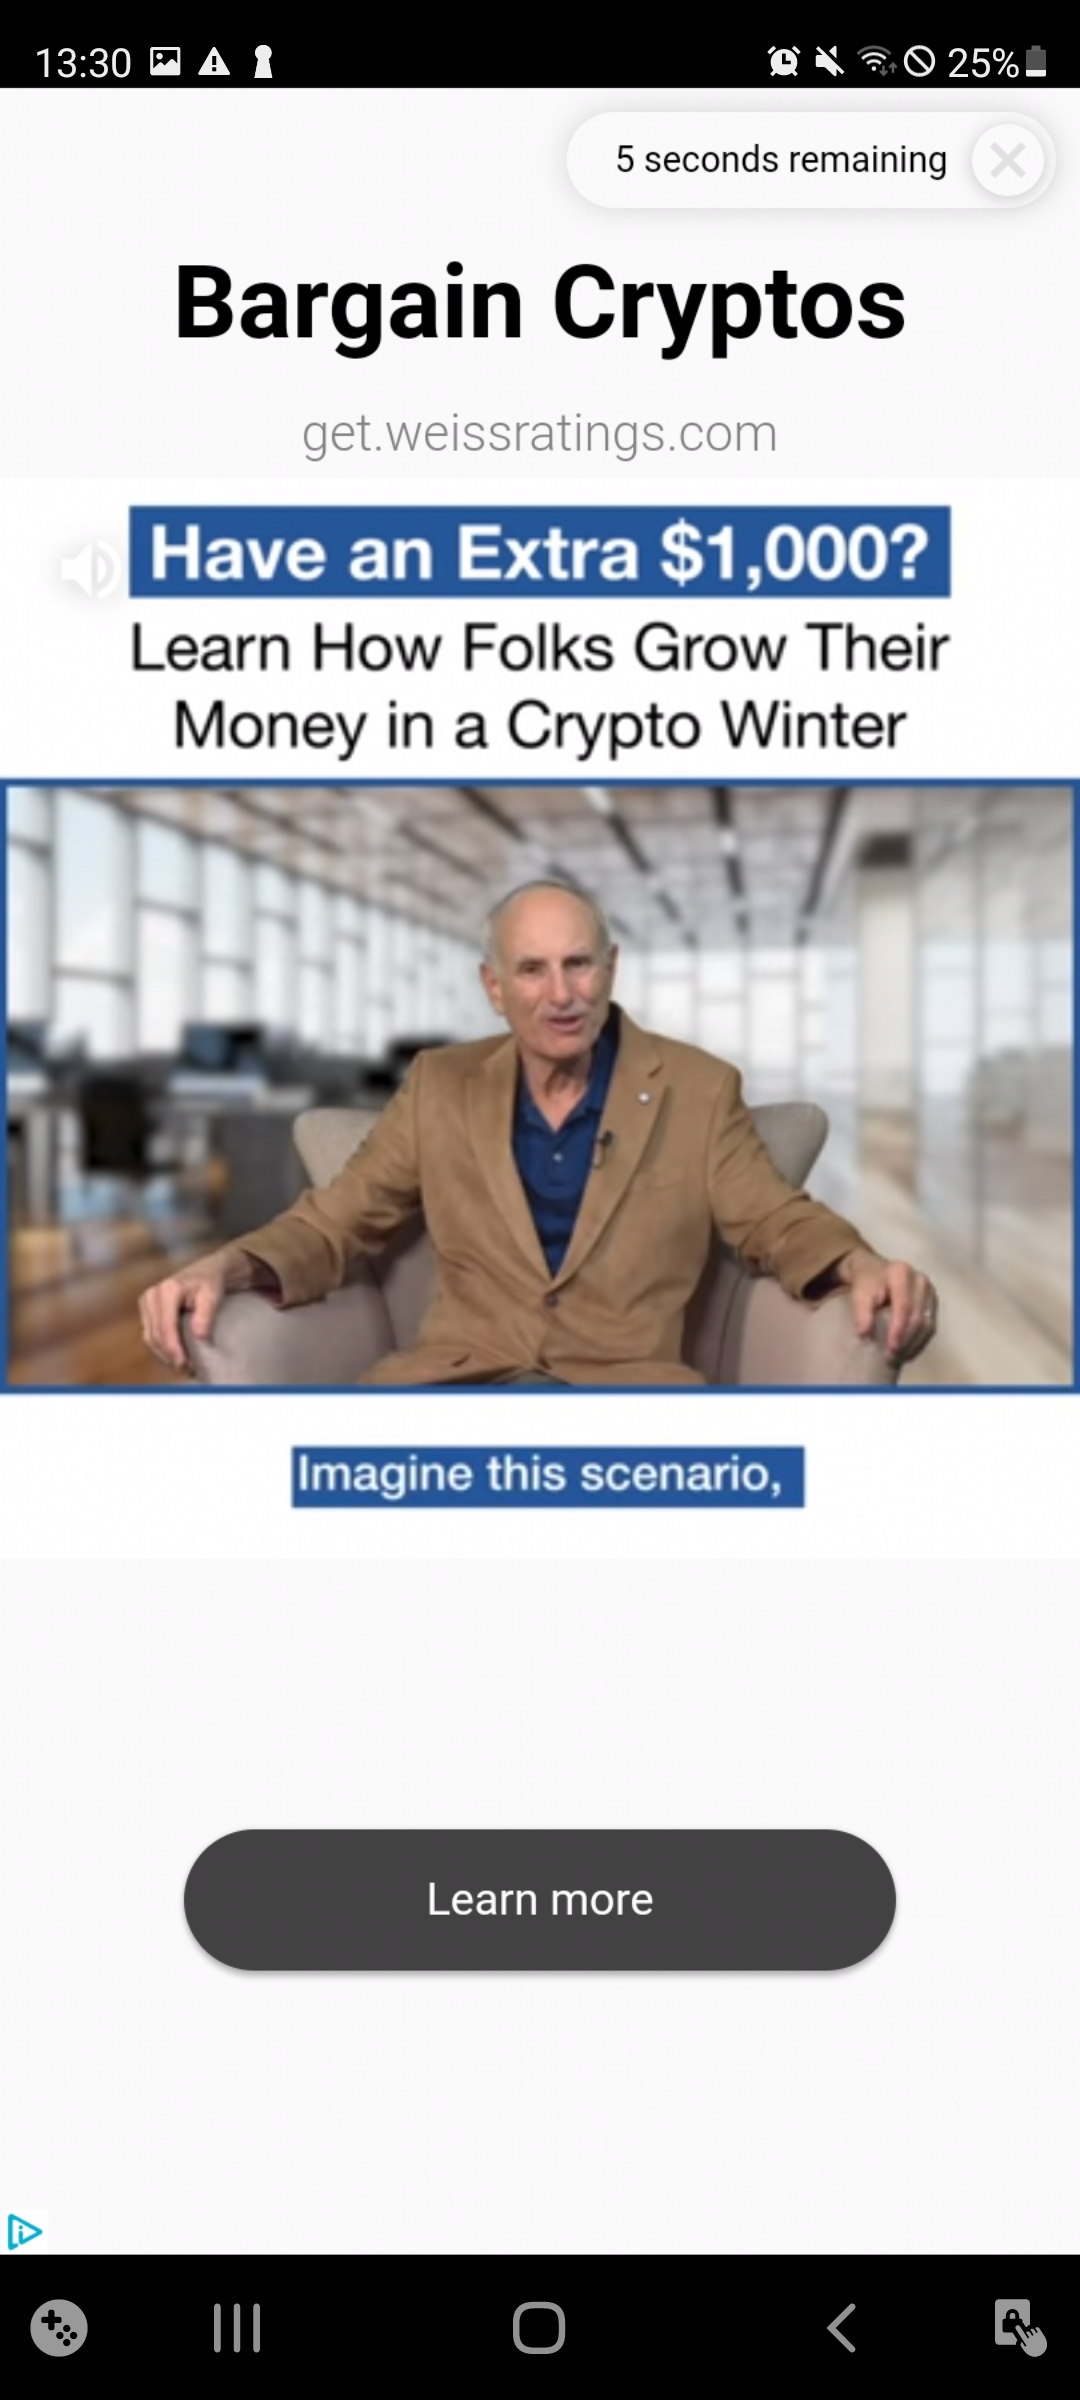 13:30
25%
5 seconds remaining
Bargain Cryptos
get.weissratings.com
Have an Extra $1,000?
Learn How Folks Grow Their
Money in a Crypto Winter
Imagine this scenario,
Learn more